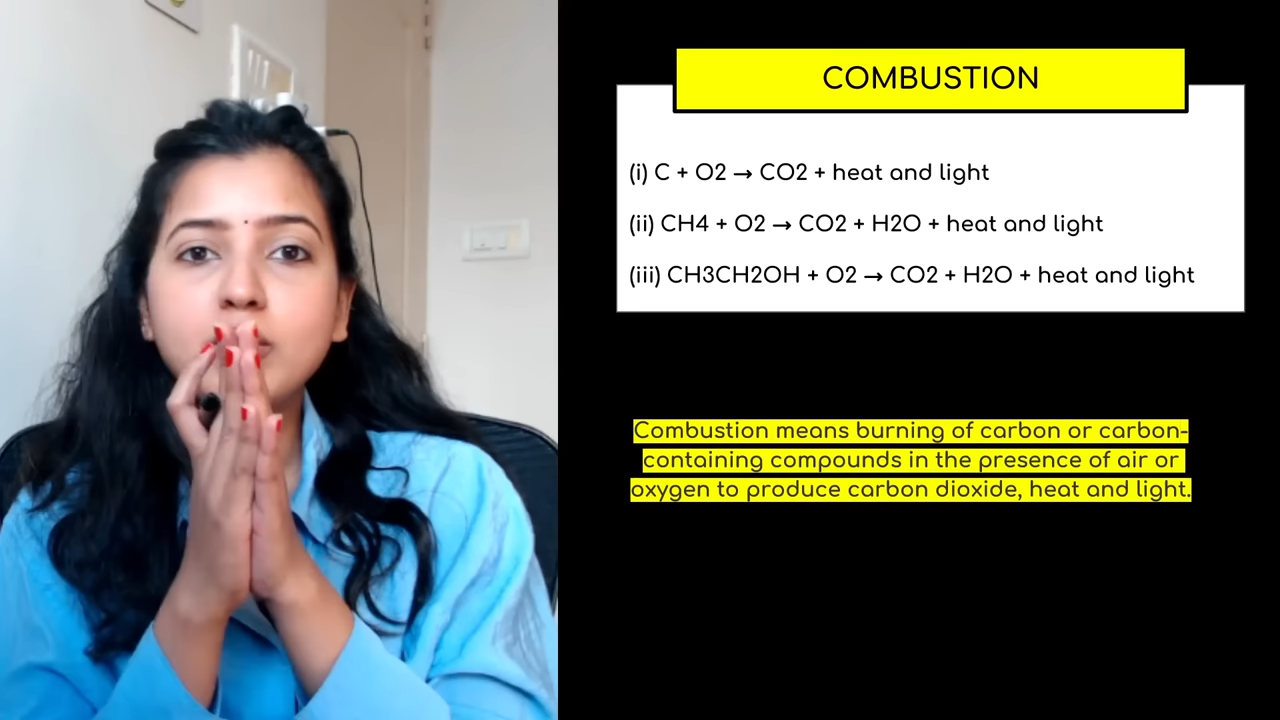 COMBUSTION
(i) C + O2 → CO2 + heat and light
(ii) CH4 + O2 → CO2 + H2O + heat and light
(iii) CH3CH2OH + O2 → CO2 + H2O + heat and light
Combustion means burning of carbon or carbon-
containing compounds in the presence of air or
oxygen to produce carbon dioxide, heat and light.